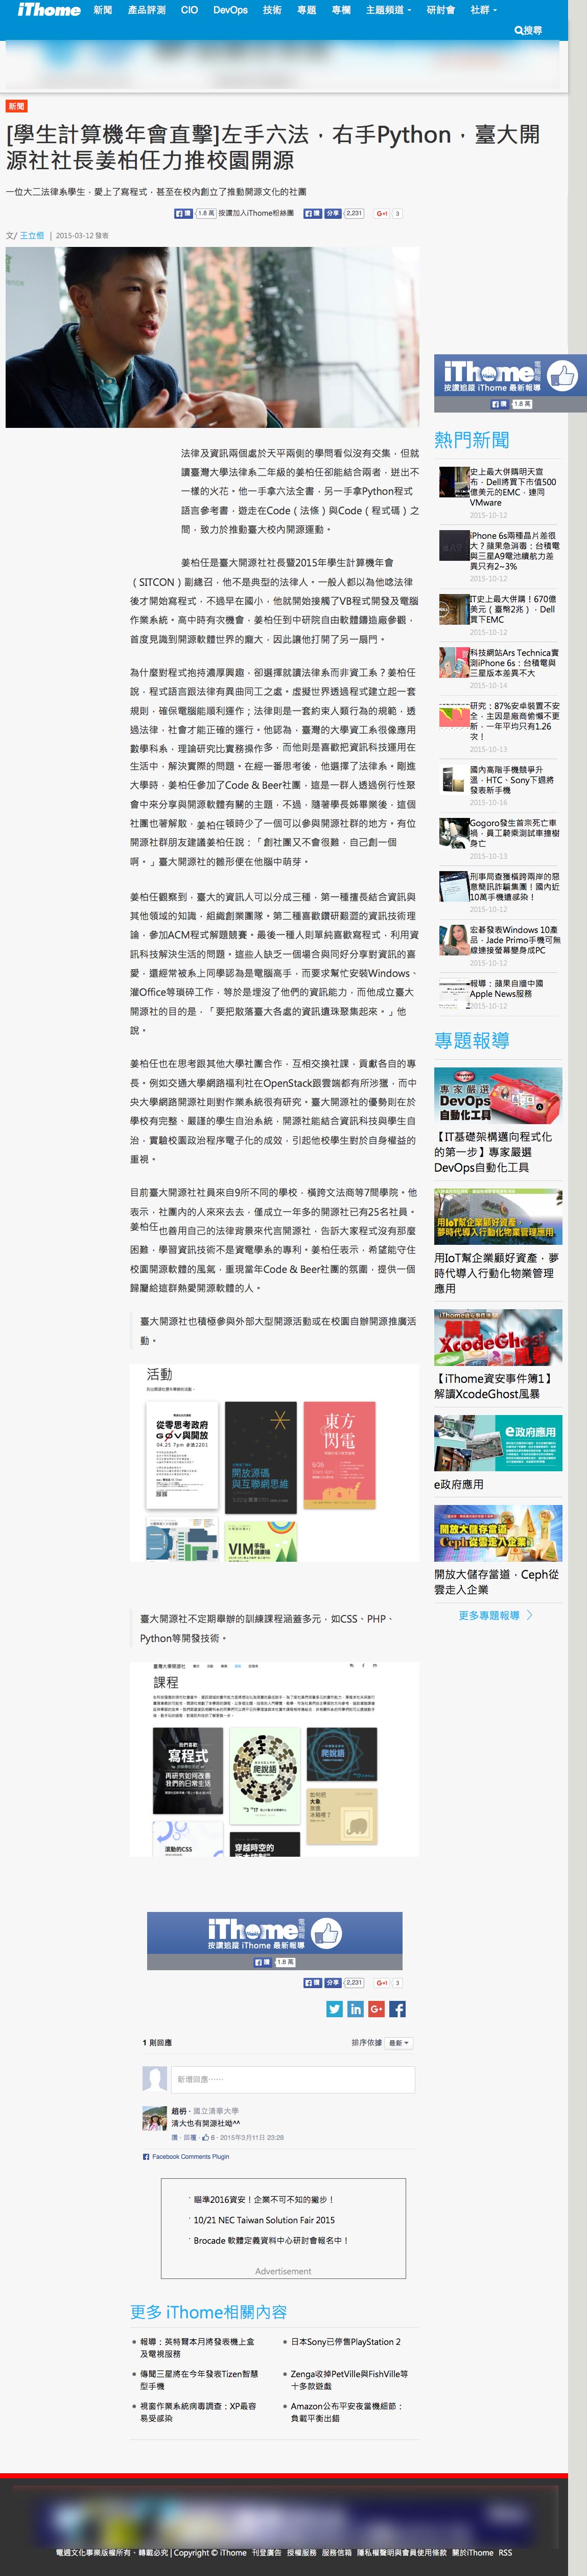 iThome
新聞 產品評測 CIO DevOps 技術 專題 專欄 主題頻道 研討會 社群
搜尋
新聞
[學生計算機年會直擊]左手六法，右手Python，臺大開
源社社長姜柏任力推校園開源
一位大二法律系學生，愛上了寫程式，甚至在校內創立了推動開源文化的社團
讚 1.8 萬 按讚加入iThome粉絲團 讚 分享 2,231 G+1 3
文/ 王立恒 | 2015-03-12 發表
法律及資訊兩個處於天平兩側的學問看似沒有交集，但就
讀臺灣大學法律系二年級的姜柏任卻能結合兩者，迸出不
一樣的火花。他一手拿六法全書，另一手拿Python程式
語言參考書，遊走在Code（法條）與Code（程式碼）之
間，致力於推動臺大校內開源運動。
姜柏任是臺灣大學開源社社長暨2015年學生計算機年會
（SITCON）副總召，他不是典型的法律人。一般人都以為他唸法律
後才開始寫程式，不過早在國小，他就開始接觸了VB程式開發及電腦
作業系統。高中時有次機會，姜柏任到中研院自由軟體鑄造廠參觀，
首度見識到開源軟體世界的龐大，因此讓他打開了另一扇門。
為什麼對程式抱持濃厚興趣，卻選擇就讀法律系而非資工系？姜柏任
說，程式語言跟法律有異曲同工之處。虛擬世界透過程式建立起一套
規則，確保電腦能順利運作；法律則是一套約束人類行為的規範，透
過法律，社會才能正確的運行。他認為，臺灣的大學資工系很像應用
數學科系，理論研究比實務操作多，而他則是喜歡把資訊科技運用在
生活中，解決實際的問題。在經一番思考後，他選擇了法律系。剛進
大學時，姜柏任參加了Code & Beer社團，這是一群人透過例行性聚
會中來分享與開源軟體有關的主題，不過，隨著學長姊畢業後，這個
社團也著解散，姜柏任頓時少了一個可以參與開源社群的地方。有位
開源社群朋友建議姜柏任說：「創社團又不會很難，自己去創一個
啊。」臺大開源社的雛形便在他腦中萌芽。
姜柏任觀察到，臺大的資訊人可以分成三種，第一種擅長結合資訊與
其他領域的知識，組織創業團隊。第二種喜歡鑽研艱澀的資訊技術理
論，參加ACM程式解題競賽。最後一種人則單純喜歡寫程式，利用資
訊科技解決生活的問題。這些人缺乏一個場合與同好分享對資訊的喜
愛，還經常被系上同學認為是電腦高手，而要求幫忙安裝Windows、
灌Office等瑣碎工作，等於是埋沒了他們的資訊能力，而他成立臺大
開源社的目的是，「要把散落臺大各處的資訊遺珠聚集起來。」他
說。
姜柏任也在思考跟其他大學社團合作，互相交換社課，貢獻各自的專
長。例如交通大學網路福利社在OpenStack跟雲端都有所涉獵，而中
央大學網路開源社則對作業系統很有研究。臺大開源社的優勢則在於
學校有完整、嚴謹的學生自治系統，開源社能結合資訊科技與學生自
治，實驗校園政治程序電子化的成效，引起他校學生對於自身權益的
重視。
目前臺大開源社社員來自9所不同的學校，橫跨文法商等7間學院。他
表示，社團內的人來來去去，僅成立一年多的開源社已有25名社員。
姜柏任也善用自己的法律背景來代言開源社，告訴大家程式沒有那麼
困難，學習資訊技術不是資電學系的專利。姜柏任表示，希望能守住
校園開源軟體的風氣，重現當年Code & Beer社團的氛圍，提供一個
歸屬給這群熱愛開源軟體的人。
臺大開源社也積極參與外部大型開源活動或在校園自辦開源推廣活
動。
活動
從零思考政府
G0V與開放
04.25 7pm @法2201
開放源碼
與互聯網思維
東方
閃電
VIM
臺大開源社不定期舉辦的訓練課程涵蓋多元，如CSS、PHP、
Python等開發技術。
課程
我們喜歡
寫程式
再研究如何改善
我們的日常生活
爬說語
爬說語
如何把
大象
放進
冰箱裡了
滾動的CSS
穿越時空的
iThome 電腦報
按讚追蹤 iThome 最新報導
讚 1.8 萬
讚 分享 2,231 G+1 3
1 則回應
排序依據 最新
新增回應……
趙枬 · 國立清華大學
清大也有開源社呦^^
讚 · 回覆 · 6 · 2015年3月11日 23:28
Facebook Comments Plugin
瞄準2016資安！企業不可不知的撇步！
10/21 NEC Taiwan Solution Fair 2015
Brocade 軟體定義資料中心研討會報名中！
Advertisement
更多 iThome相關內容
報導：英特爾本月將發表機上盒
及電視服務
傳聞三星將在今年發表Tizen智慧
型手機
視窗作業系統病毒調查：XP最容
易受感染
日本Sony已停售PlayStation 2
Zenga收掉PetVille與FishVille等
十多款遊戲
Amazon公布平安夜當機細節：
負載平衡出錯
iThome 電腦報
按讚追蹤 iThome 最新報導
讚 1.8 萬
熱門新聞
史上最大併購明天宣
布，Dell將買下市值500
億美元的EMC，連同
VMware
2015-10-12
iPhone 6s兩種晶片差很
大？蘋果急消毒：台積電
與三星A9電池續航力差
異只有2~3%
2015-10-12
IT史上最大併購！670億
美元（臺幣2兆），Dell
買下EMC
2015-10-12
科技網站Ars Technica實
測iPhone 6s：台積電與
三星版本差異不大
2015-10-14
研究：87%安卓裝置不安
全，主因是廠商偷懶不更
新，一年平均只有1.26
次！
2015-10-13
國內高階手機競爭升
溫，HTC、Sony下週將
發表新手機
2015-10-16
Gogoro發生首宗死亡車
禍，員工騎乘測試車撞樹
身亡
2015-10-13
刑事局查獲橫跨兩岸的惡
意簡訊詐騙集團！國內近
10萬手機遭感染！
2015-10-12
宏碁發表Windows 10產
品，Jade Primo手機可無
線連接螢幕變身成PC
2015-10-12
報導：蘋果自牆中國
Apple News服務
2015-10-12
專題報導
專家嚴選
DevOps
自動化工具
【IT基礎架構邁向程式化
的第一步】專家嚴選
DevOps自動化工具
用IoT幫企業顧好資產，
夢時代導入行動化物業管理應用
用IoT幫企業顧好資產，夢
時代導入行動化物業管理
應用
解讀
XcodeGhost
【iThome資安事件簿1】
解讀XcodeGhost風暴
e政府應用
e政府應用
開放大儲存當道
Ceph從雲走入企業
開放大儲存當道，Ceph從
雲走入企業
更多專題報導
電週文化事業版權所有、轉載必究 | Copyright © iThome 刊登廣告 授權服務 服務信箱 隱私權聲明與會員使用條款 關於iThome RSS